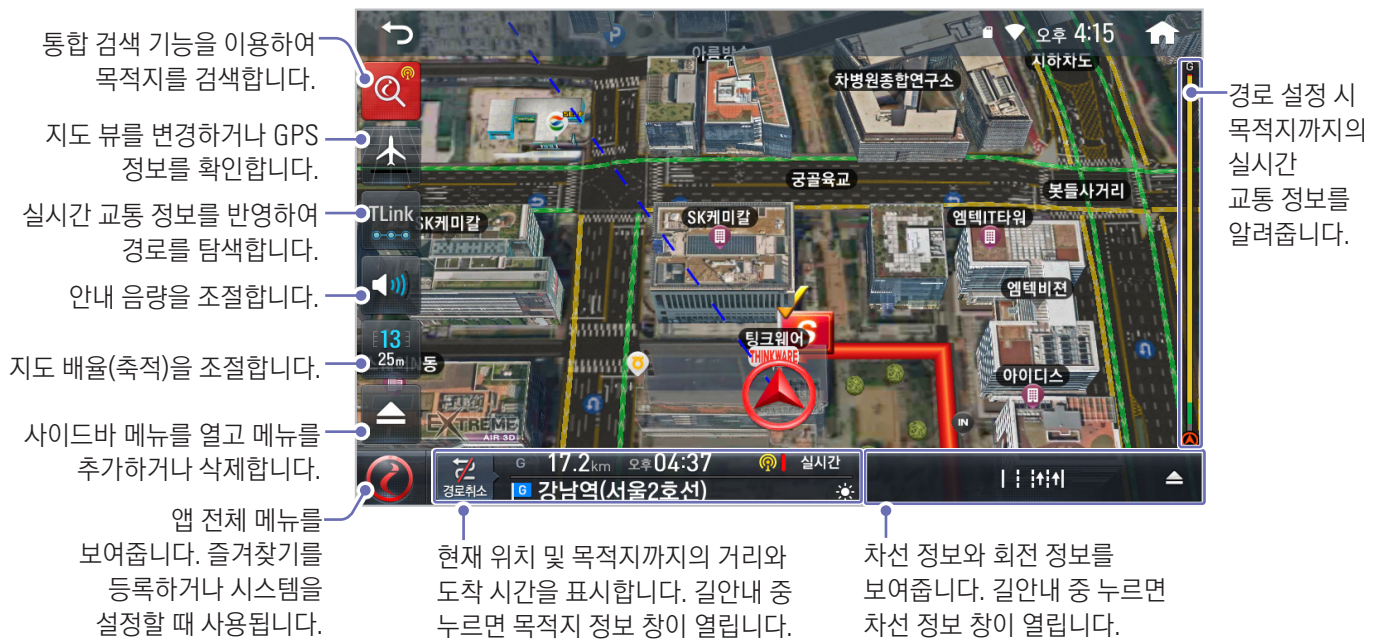 통합 검색 기능을 이용하여
목적지를 검색합니다.
지도 뷰를 변경하거나 GPS
정보를 확인합니다.
실시간 교통 정보를 반영하여
경로를 탐색합니다.
안내 음량을 조절합니다.
지도 배율(축적)을 조절합니다.
사이드바 메뉴를 열고 메뉴를
추가하거나 삭제합니다.
앱 전체 메뉴를
보여줍니다. 즐겨찾기를
등록하거나 시스템을
설정할 때 사용됩니다.
오후 4:15
지하차도
G
차병원종합연구소
궁골육교
봇들사거리
TLink
SK케미칼
SK케미칼
엠텍IT타워
엠텍비젼
13
25m
동
팅크웨어
S
THINKWARE
아이디스
IN
EXTREME
AIR 3D
경로취소
G 17.2km 오후 04:37 실시간
G 강남역(서울2호선)
경로 설정 시
목적지까지의
실시간
교통 정보를
알려줍니다.
현재 위치 및 목적지까지의 거리와
도착 시간을 표시합니다. 길안내 중
누르면 목적지 정보 창이 열립니다.
차선 정보와 회전 정보를
보여줍니다. 길안내 중 누르면
차선 정보 창이 열립니다.